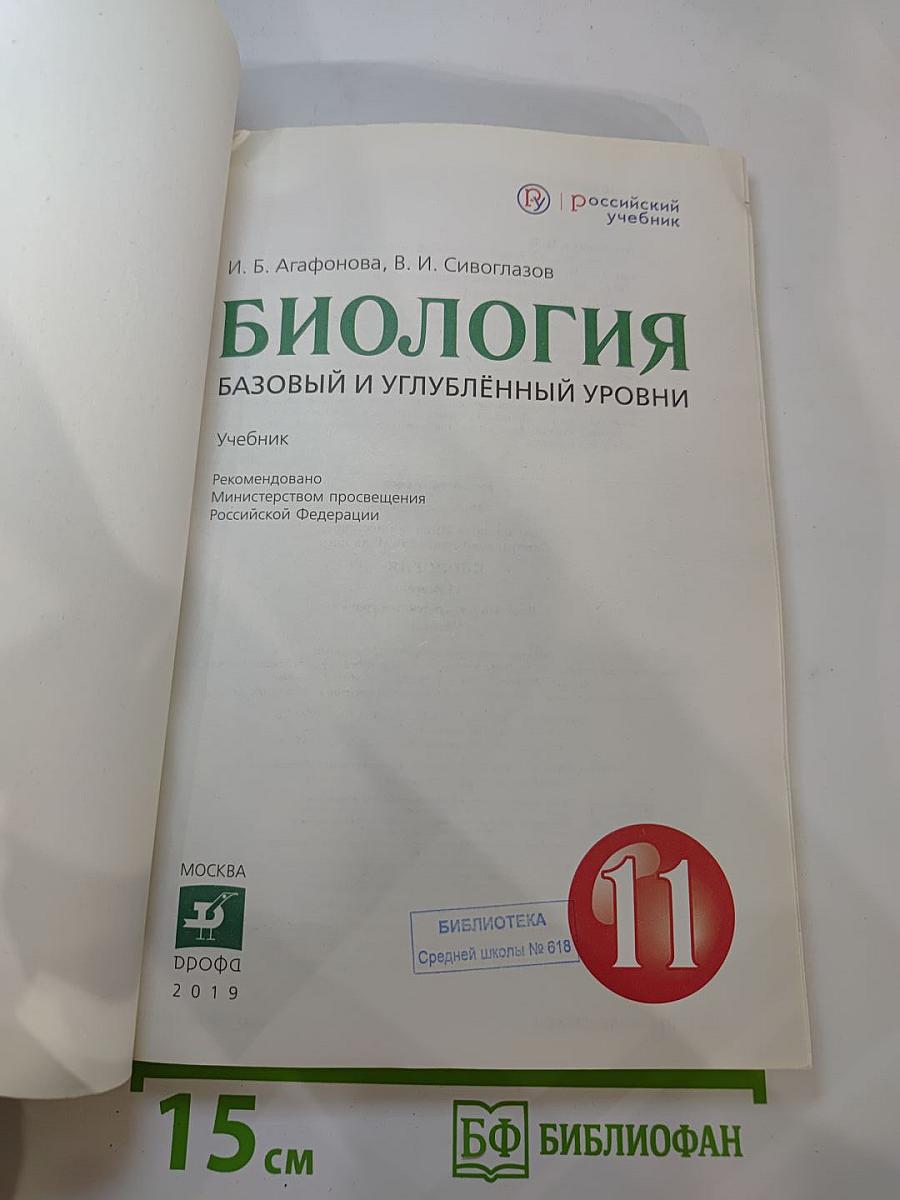 РУ | Российский
учебник
И. Б. Агафонова, В. И. Сивоглазов
БИОЛОГИЯ
БАЗОВЫЙ И УГЛУБЛЁННЫЙ УРОВНИ
Учебник
Рекомендовано
Министерством просвещения
Российской Федерации
МОСКВА
дрофа
2019
БИБЛИОТЕКА
Средней школы № 618
11
15 см
БФ БИБЛИОФАН